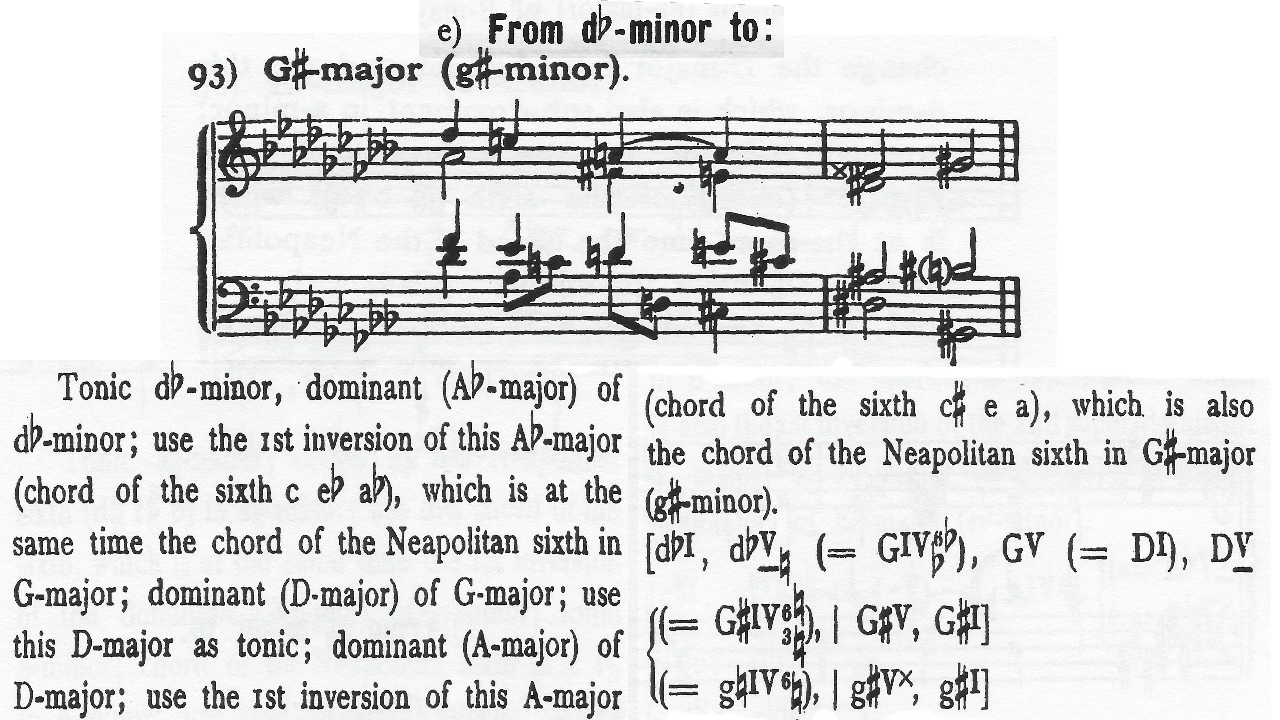 e) From d♭-minor to:
93) G♯-major (g♯-minor).
Tonic d♭-minor, dominant (A♭-major) of
d♭-minor; use the 1st inversion of this A♭-major
(chord of the sixth c e♭ a♭), which is at the
same time the chord of the Neapolitan sixth in
G-major; dominant (D-major) of G-major; use
this D-major as tonic; dominant (A-major) of
D-major; use the 1st inversion of this A-major
(chord of the sixth c♯ e a), which is also
the chord of the Neapolitan sixth in G♯-major
(g♯-minor).
[d♭I, d♭V♮ (= GIV6♭♭), GV (= DI), DV
(= G♯IV6♮3♮), | G♯V, G♯I]
(= g♮IV6♮), | g♯V×, g♯I]